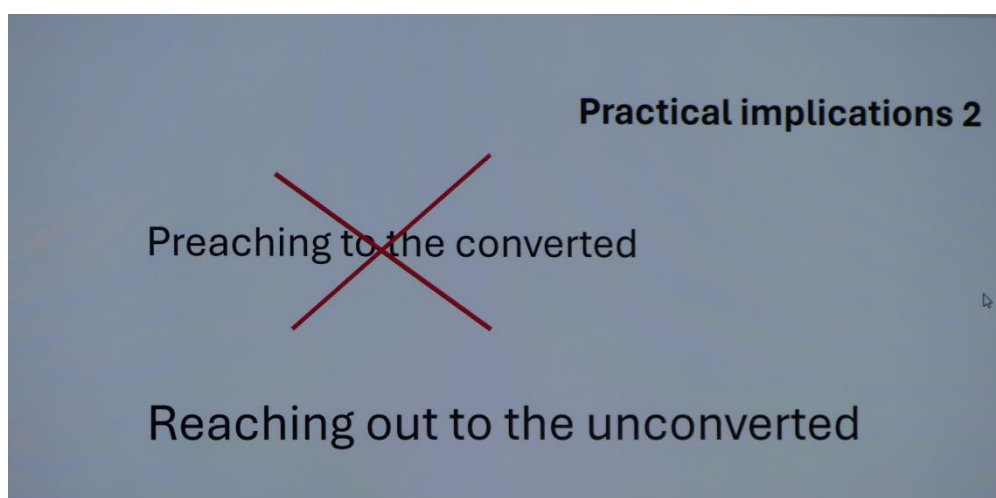 Practical implications 2
Preaching to the converted
Reaching out to the unconverted